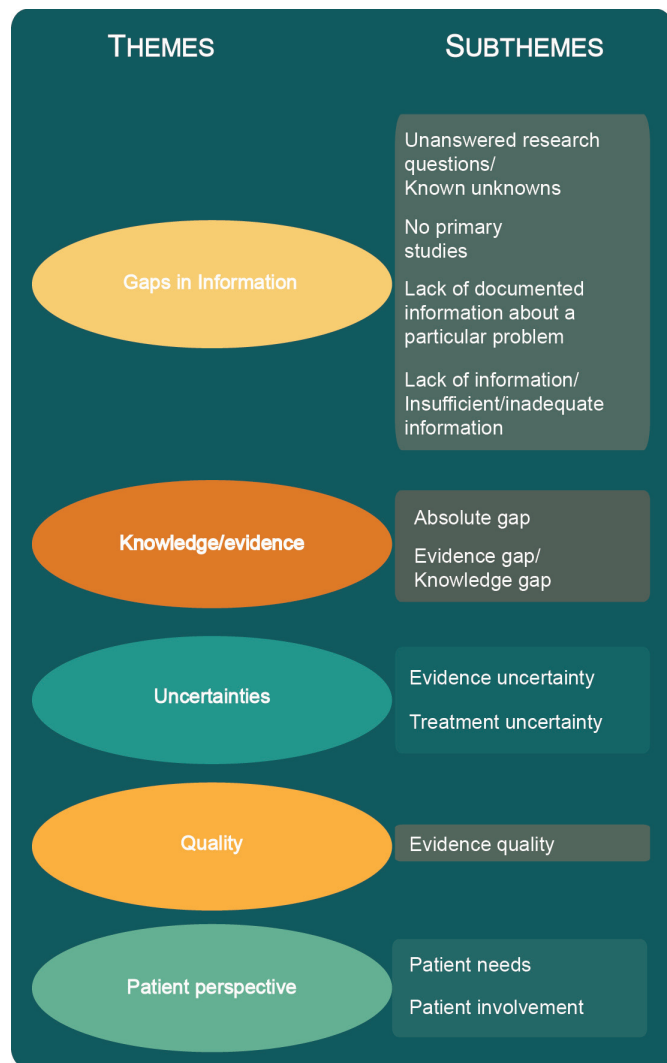 THEMES
SUBTHEMES
Gaps in Information
Unanswered research
questions/
Known unknowns
No primary
studies
Lack of documented
information about a
particular problem
Lack of information/
Insufficient/inadequate
information
Knowledge/evidence
Absolute gap
Evidence gap/
Knowledge gap
Uncertainties
Evidence uncertainty
Treatment uncertainty
Quality
Evidence quality
Patient perspective
Patient needs
Patient involvement